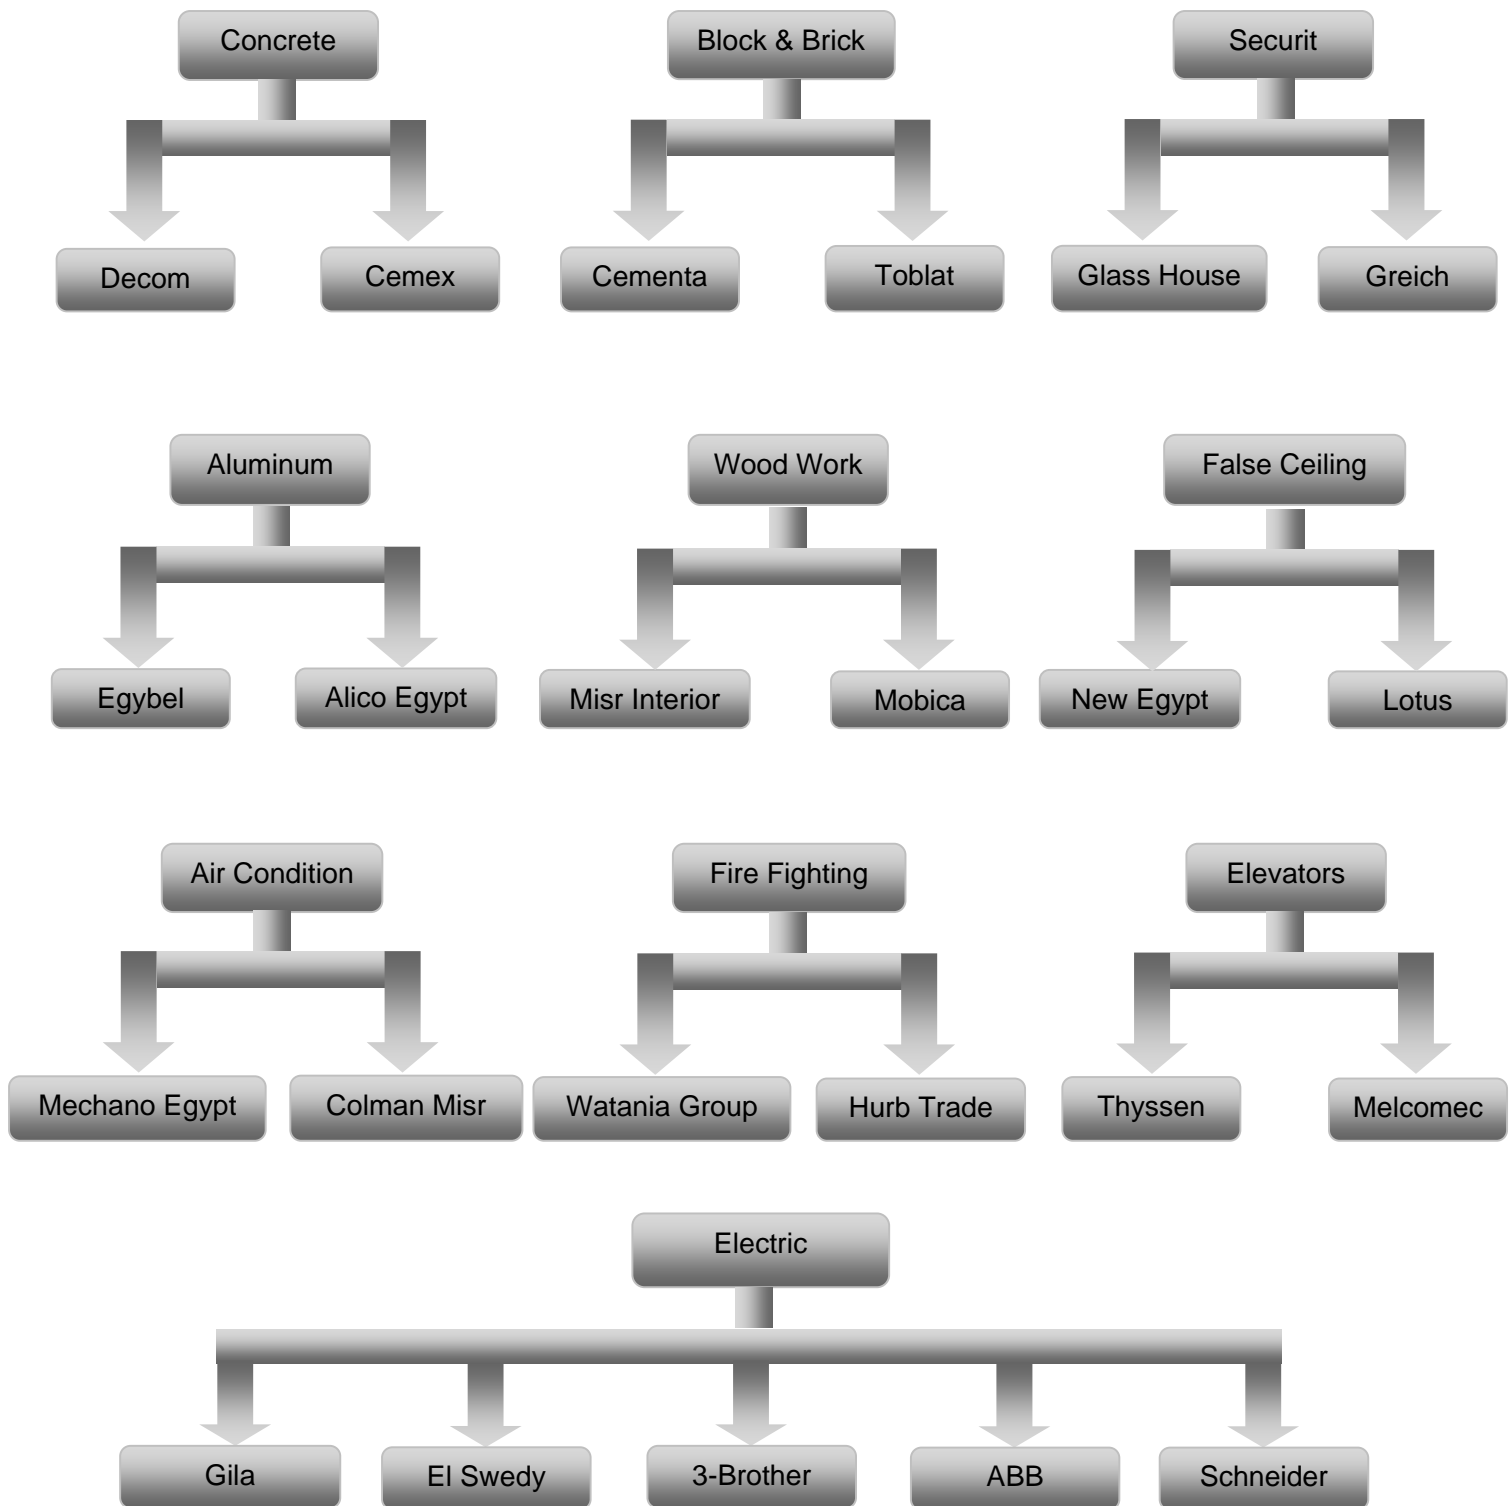 Concrete
Block & Brick
Securit
Decom
Cemex
Cementa
Toblat
Glass House
Greich
Aluminum
Wood Work
False Ceiling
Egybel
Alico Egypt
Misr Interior
Mobica
New Egypt
Lotus
Air Condition
Fire Fighting
Elevators
Mechano Egypt
Colman Misr
Watania Group
Hurb Trade
Thyssen
Melcomec
Electric
Gila
El Swedy
3-Brother
ABB
Schneider